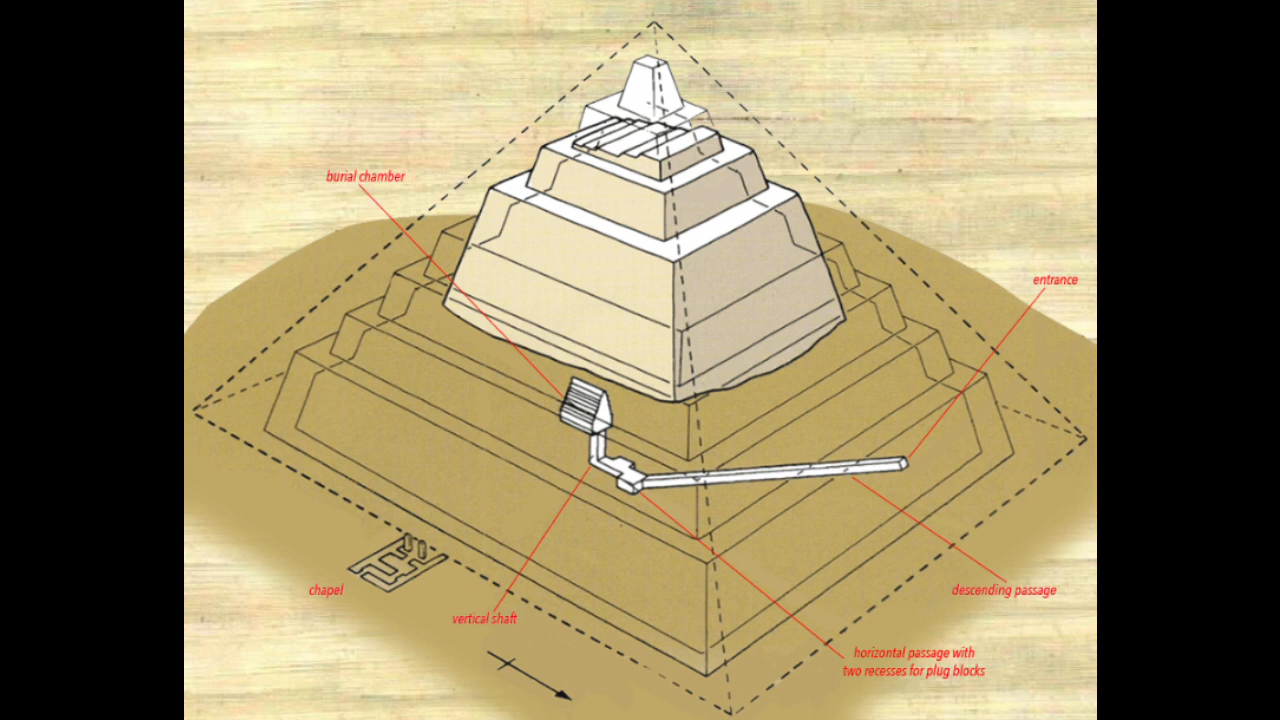 burial chamber
entrance
chapel
descending passage
vertical shaft
horizontal passage with
two recesses for plug blocks